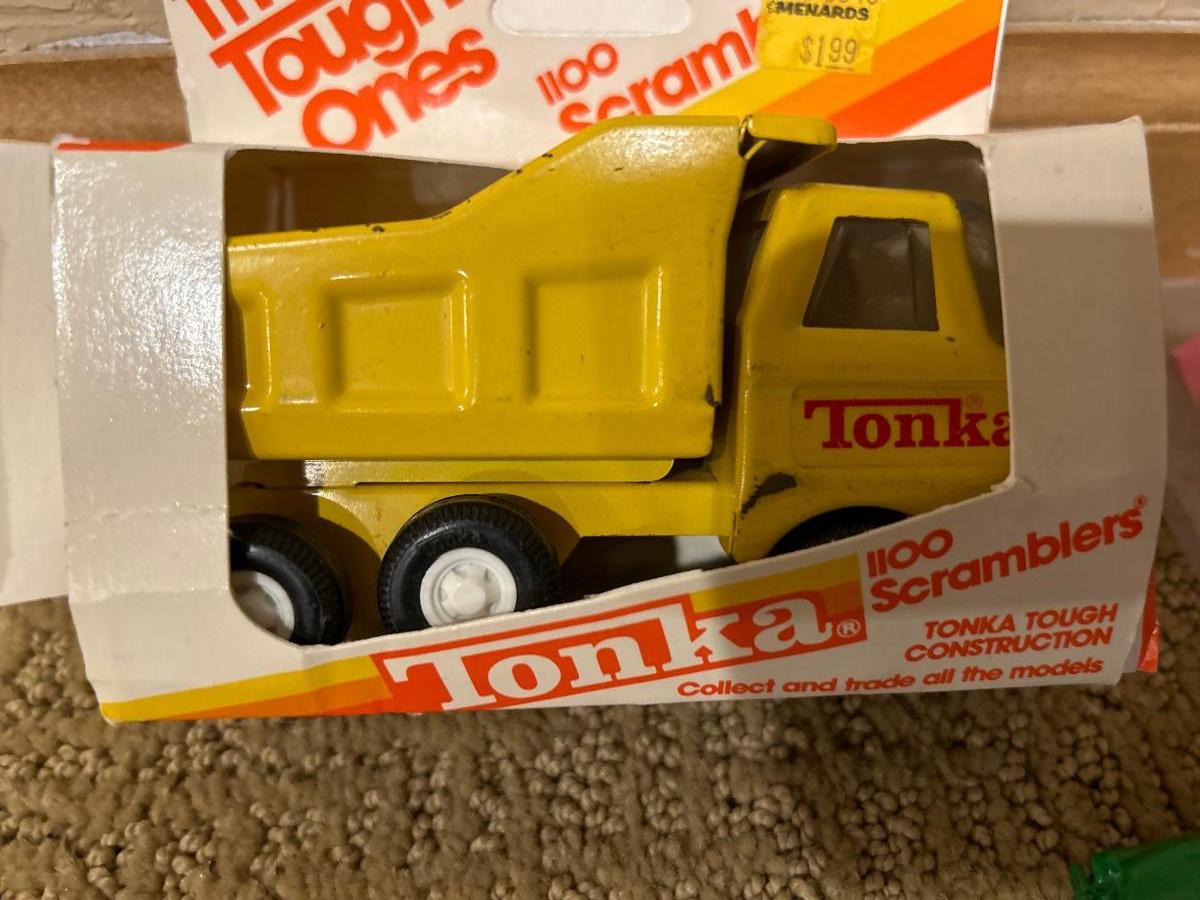 Tough
Ones
1100
MENARDS
$1.99
Tonka
1100
Scramblers®
Tonka®
TONKA TOUGH
CONSTRUCTION
Collect and trade all the models